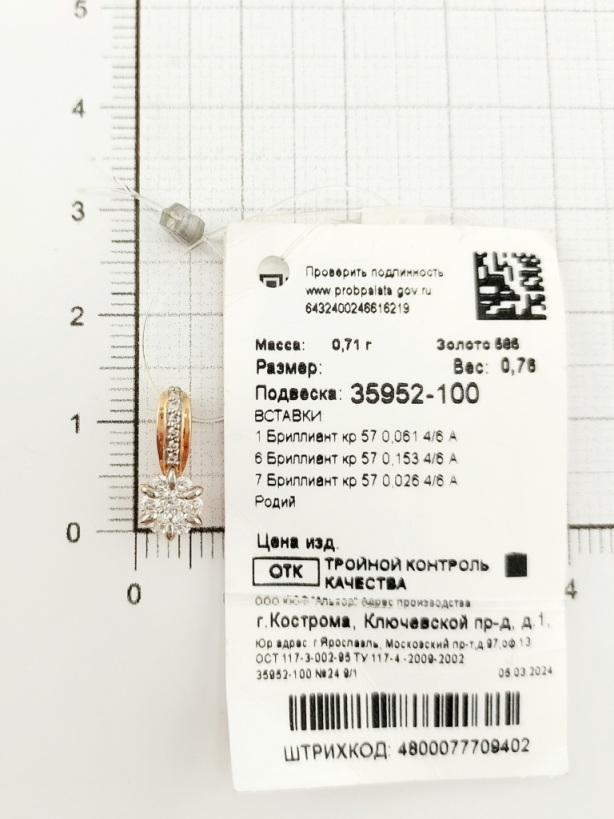 5
4
3
2
1
0
0
4
Проверить подлинность
www probpalata gov ru
6432400246616219
Масса: 0,71 г Золото 585
Размер: Вес: 0,76
Подвеска: 35952-100
ВСТАВКИ
1 Бриллиант кр 57 0,061 4/6 А
6 Бриллиант кр 57 0,153 4/6 А
7 Бриллиант кр 57 0,026 4/6 А
Родий
Цена изд.
ОТК ТРОЙНОЙ КОНТРОЛЬ
КАЧЕСТВА
ООО "Алькор" Адрес производства
г.Кострома, Ключевской пр-д, д.1,
Юр адрес. г Ярославль, Московский пр-т,д 97,оф 13
ОСТ 117-3-002-95 ТУ 117-4-2009-2002
35952-100 №24 9/1 06.03.2024
ШТРИХКОД: 4800077709402